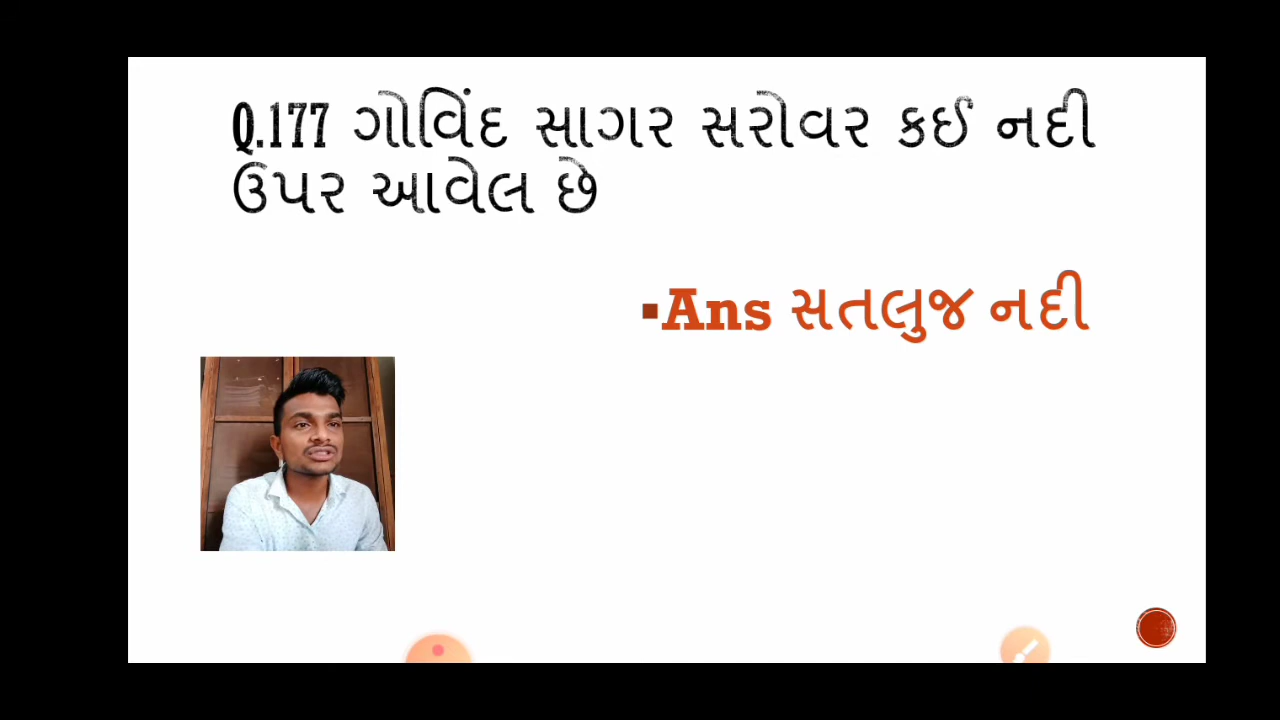 Q.177 ગોવિંદ સાગર સરોવર કઈ નદી
ઉપર આવેલ છે
▪Ans સતલુજ નદી